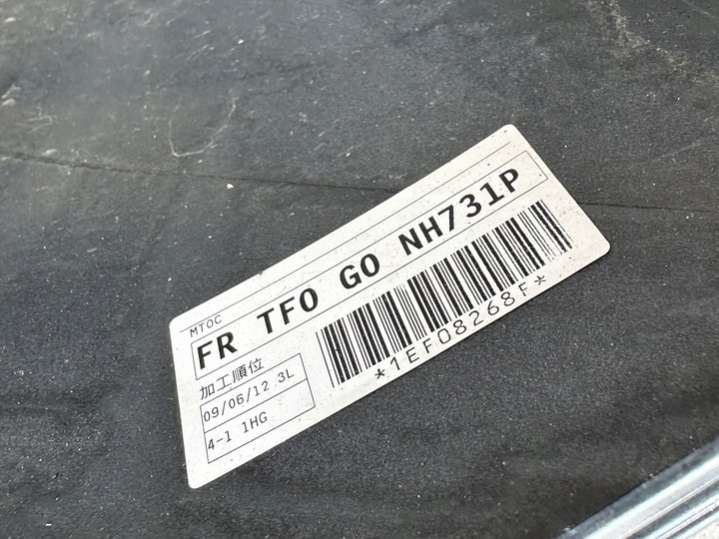 MTOC
FR TF0 G0 NH731P
加工順位
09/06/12 3L
4-1 1HG
*1EF08268F*